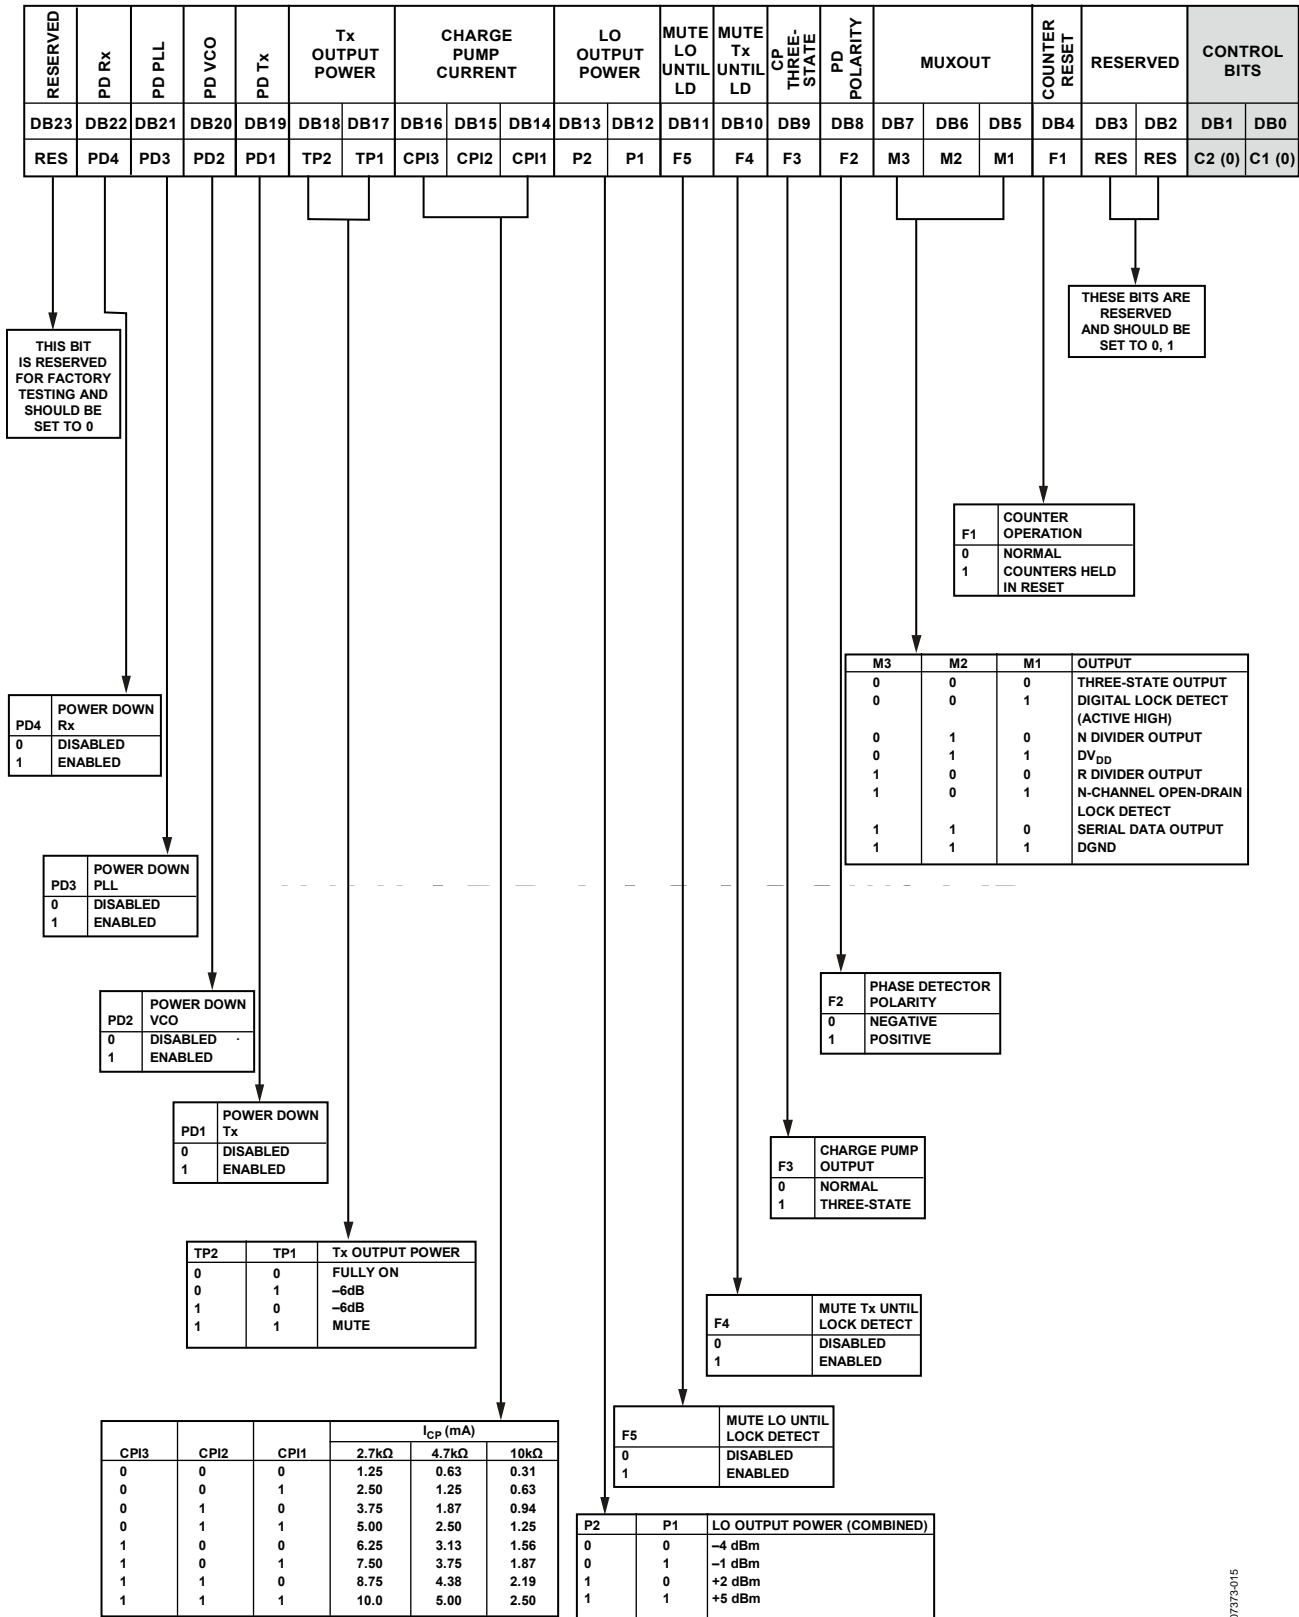 RESERVED
PD Rx
PD PLL
PD VCO
PD Tx
Tx
OUTPUT
POWER
CHARGE
PUMP
CURRENT
LO
OUTPUT
POWER
MUTE
LO
UNTIL
LD
MUTE
Tx
UNTIL
LD
CP
THREE-
STATE
PD
POLARITY
MUXOUT
COUNTER
RESET
RESERVED
CONTROL
BITS
DB23 DB22 DB21 DB20 DB19 DB18 DB17 DB16 DB15 DB14 DB13 DB12 DB11 DB10 DB9 DB8 DB7 DB6 DB5 DB4 DB3 DB2 DB1 DB0
RES PD4 PD3 PD2 PD1 TP2 TP1 CPI3 CPI2 CPI1 P2 P1 F5 F4 F3 F2 M3 M2 M1 F1 RES RES C2 (0) C1 (0)
THESE BITS ARE
RESERVED
AND SHOULD BE
SET TO 0, 1
THIS BIT
IS RESERVED
FOR FACTORY
TESTING AND
SHOULD BE
SET TO 0
COUNTER
F1 OPERATION
0 NORMAL
1 COUNTERS HELD
IN RESET
M3 M2 M1 OUTPUT
0 0 0 THREE-STATE OUTPUT
0 0 1 DIGITAL LOCK DETECT
(ACTIVE HIGH)
0 1 0 N DIVIDER OUTPUT
0 1 1 DVDD
1 0 0 R DIVIDER OUTPUT
1 0 1 N-CHANNEL OPEN-DRAIN
LOCK DETECT
1 1 0 SERIAL DATA OUTPUT
1 1 1 DGND
POWER DOWN
PD4 Rx
0 DISABLED
1 ENABLED
POWER DOWN
PD3 PLL
0 DISABLED
1 ENABLED
PHASE DETECTOR
F2 POLARITY
0 NEGATIVE
1 POSITIVE
POWER DOWN
PD2 VCO
0 DISABLED
1 ENABLED
POWER DOWN
PD1 Tx
0 DISABLED
1 ENABLED
CHARGE PUMP
F3 OUTPUT
0 NORMAL
1 THREE-STATE
TP2 TP1 Tx OUTPUT POWER
0 0 FULLY ON
0 1 –6dB
1 0 –6dB
1 1 MUTE
MUTE Tx UNTIL
F4 LOCK DETECT
0 DISABLED
1 ENABLED
MUTE LO UNTIL
F5 LOCK DETECT
0 DISABLED
1 ENABLED
ICP (mA)
CPI3 CPI2 CPI1 2.7kΩ 4.7kΩ 10kΩ
0 0 0 1.25 0.63 0.31
0 0 1 2.50 1.25 0.63
0 1 0 3.75 1.87 0.94
0 1 1 5.00 2.50 1.25
1 0 0 6.25 3.13 1.56
1 0 1 7.50 3.75 1.87
1 1 0 8.75 4.38 2.19
1 1 1 10.0 5.00 2.50
P2 P1 LO OUTPUT POWER (COMBINED)
0 0 –4 dBm
0 1 –1 dBm
1 0 +2 dBm
1 1 +5 dBm
07373-015